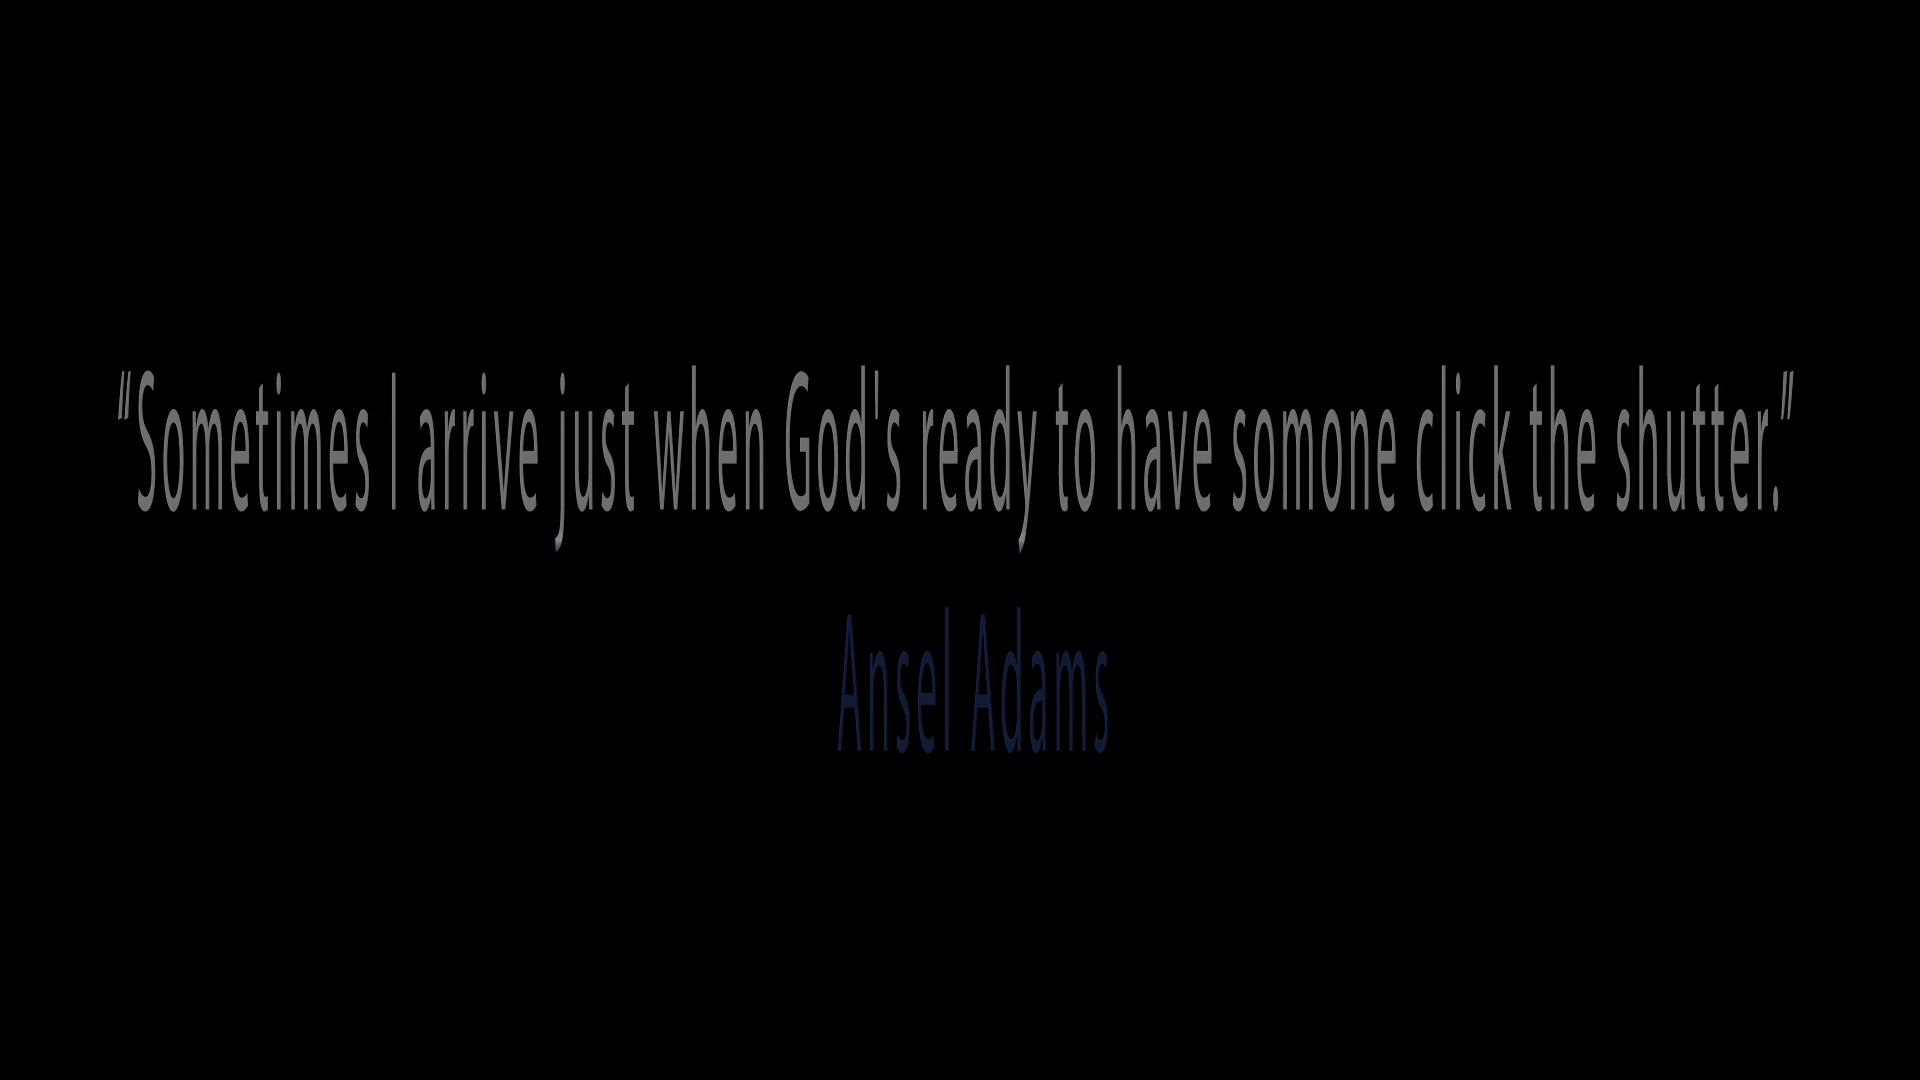 “Sometimes I arrive just when God's ready to have somone click the shutter.”
Ansel Adams